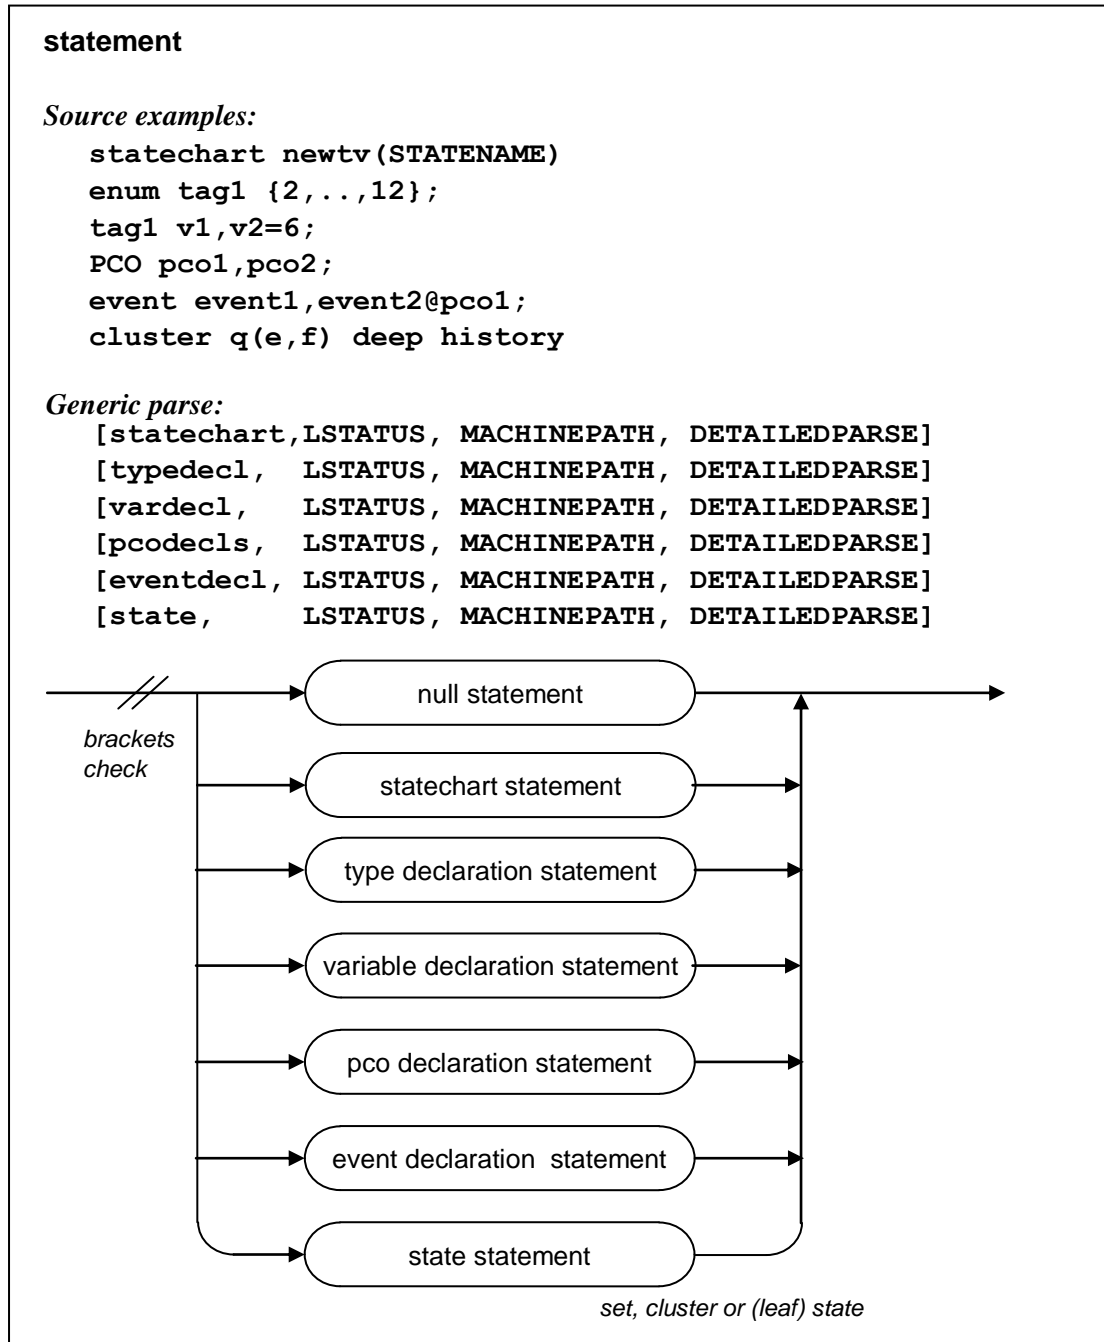 statement
Source examples:
statechart newtv(STATENAME)
enum tag1 {2,..,12};
tag1 v1,v2=6;
PCO pco1,pco2;
event event1,event2@pco1;
cluster q(e,f) deep history
Generic parse:
[statechart,LSTATUS, MACHINEPATH, DETAILEDPARSE]
[typedecl, LSTATUS, MACHINEPATH, DETAILEDPARSE]
[vardecl, LSTATUS, MACHINEPATH, DETAILEDPARSE]
[pcodecls, LSTATUS, MACHINEPATH, DETAILEDPARSE]
[eventdecl, LSTATUS, MACHINEPATH, DETAILEDPARSE]
[state, LSTATUS, MACHINEPATH, DETAILEDPARSE]
null statement
brackets
check
statechart statement
type declaration statement
variable declaration statement
pco declaration statement
event declaration statement
state statement
set, cluster or (leaf) state